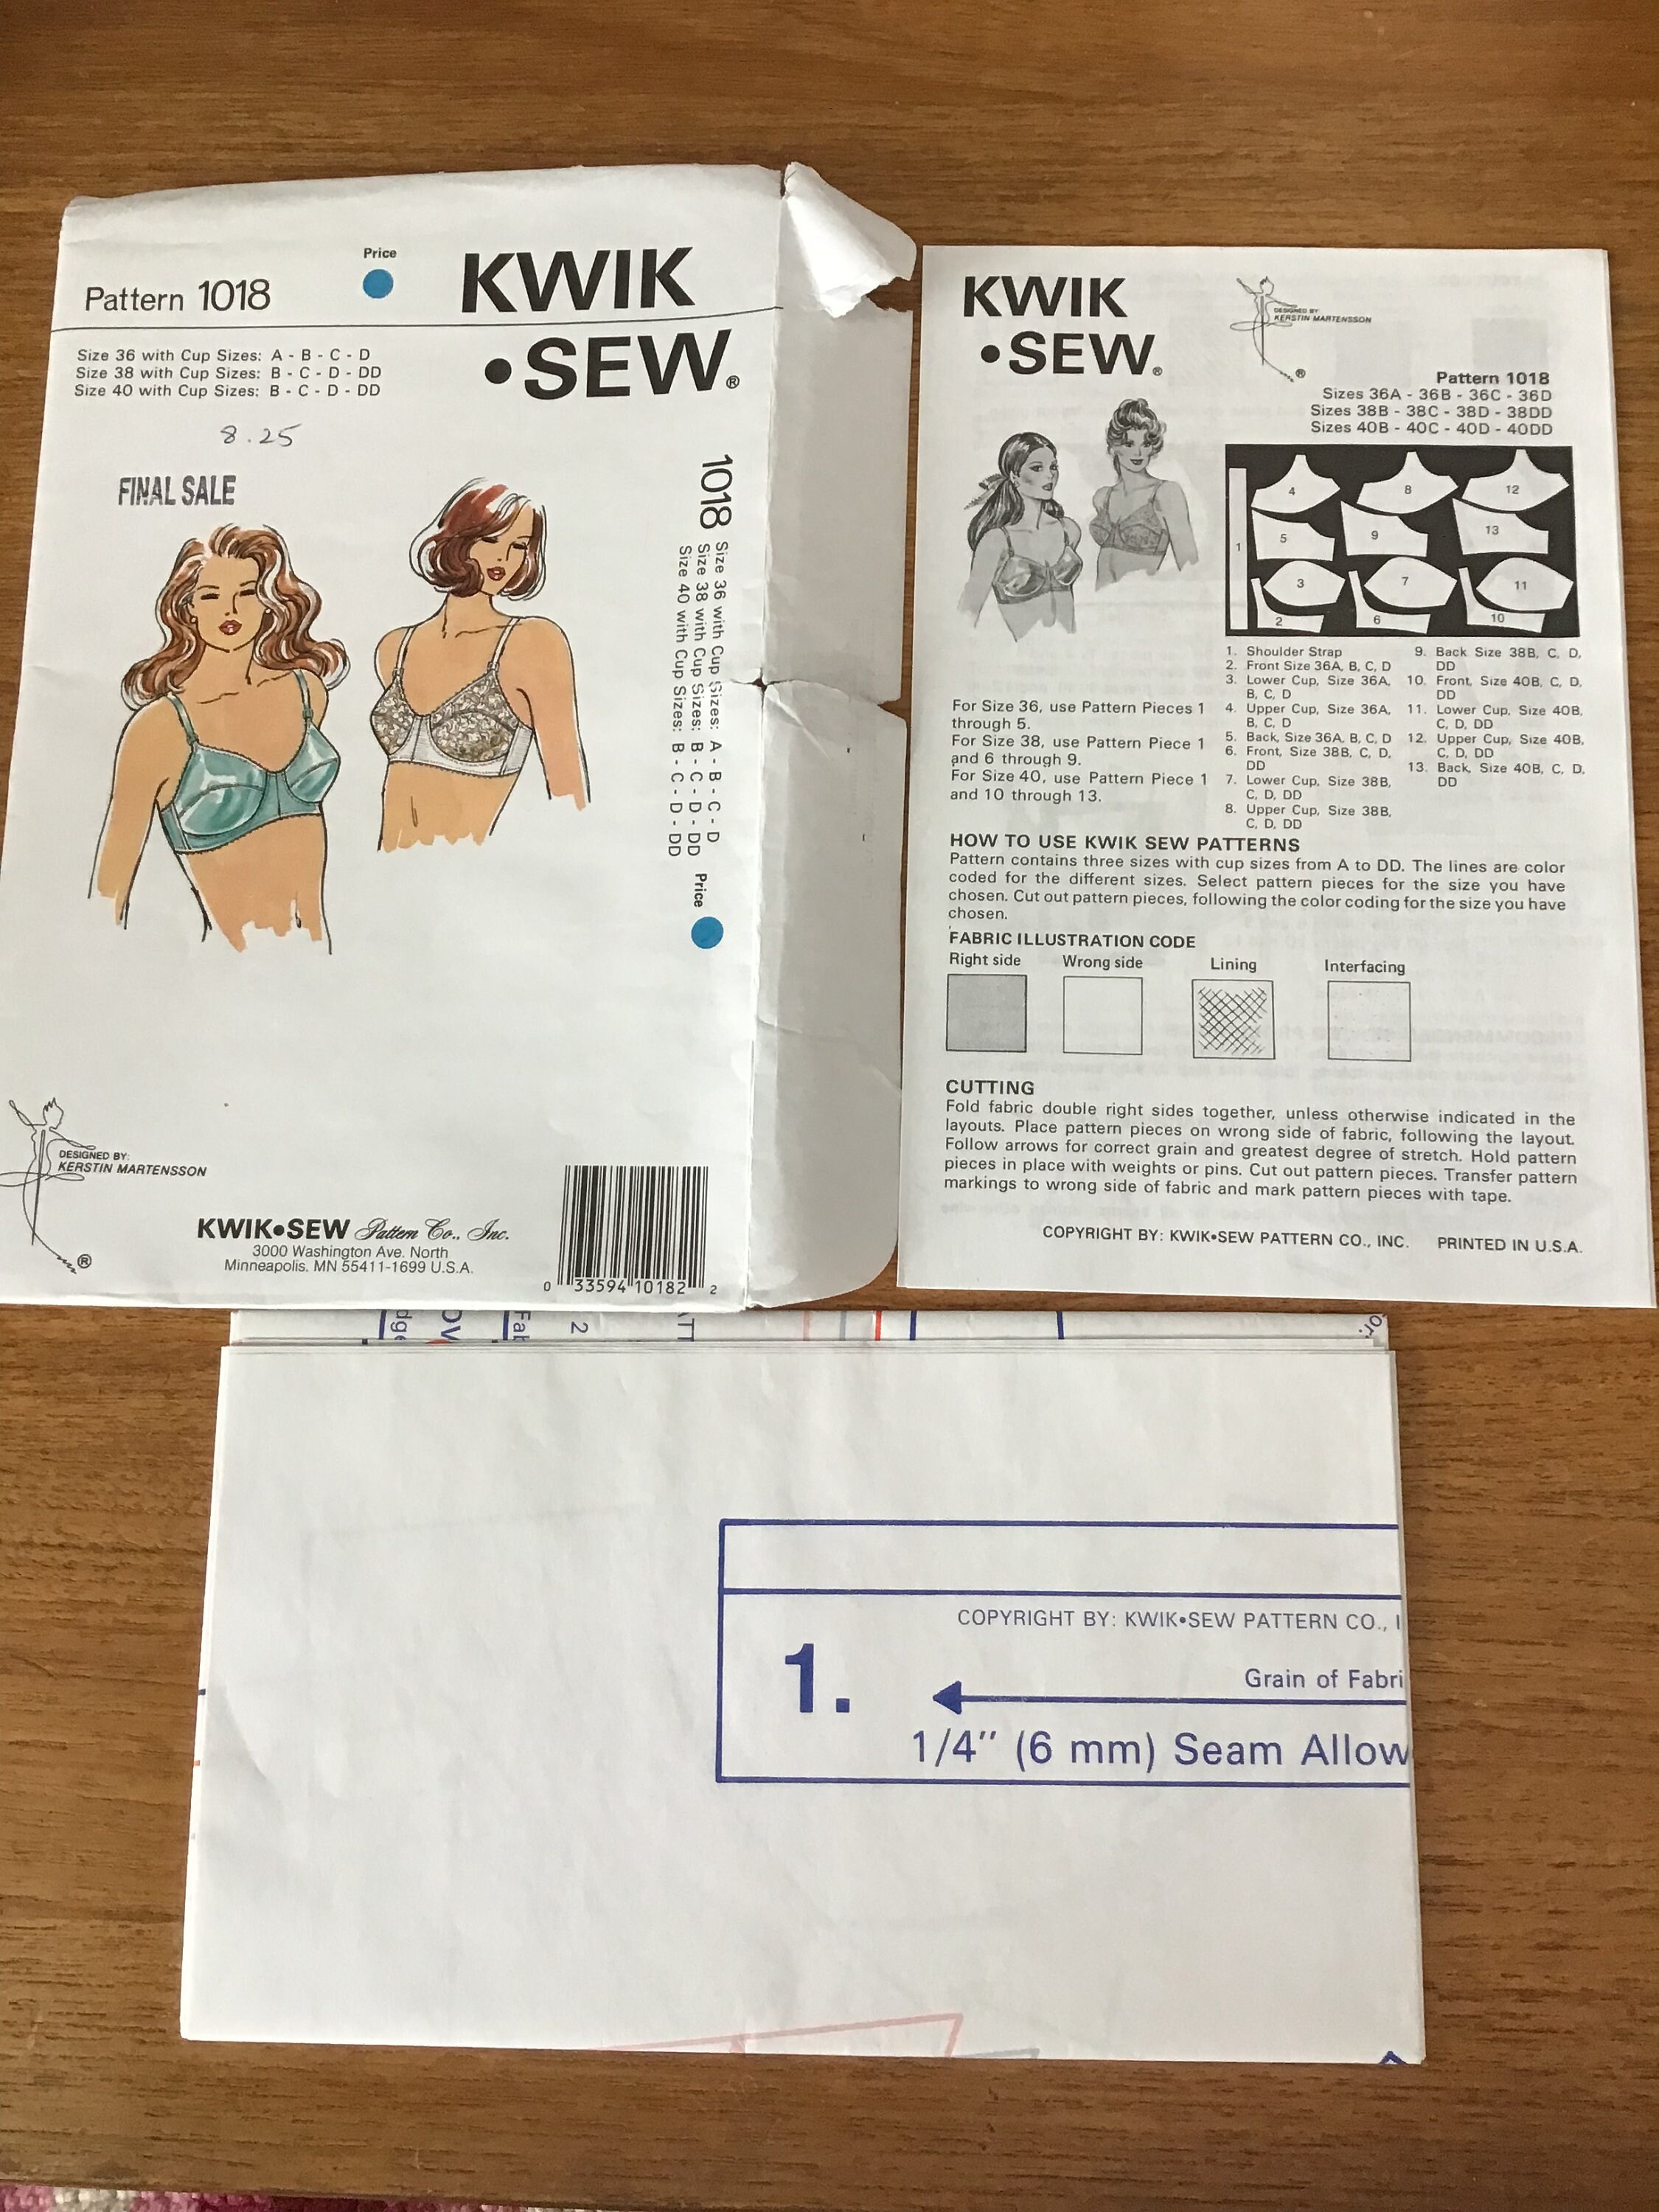 Pattern 1018
Price
KWIK
•SEW®
Size 36 with Cup Sizes: A - B - C - D
Size 38 with Cup Sizes: B - C - D - DD
Size 40 with Cup Sizes: B - C - D - DD
8.25
FINAL SALE
1018
Size 36 with Cup Sizes: A - B - C - D
Size 38 with Cup Sizes: B - C - D - DD
Size 40 with Cup Sizes: B - C - D - DD
Price
DESIGNED BY:
KERSTIN MARTENSSON
®
KWIK•SEW Pattern Co., Inc.
3000 Washington Ave. North
Minneapolis. MN 55411-1699 U.S.A.
0 33594 10182 2
KWIK
•SEW®
DESIGNED BY
KERSTIN MARTENSSON
®
Pattern 1018
Sizes 36A - 36B - 36C - 36D
Sizes 38B - 38C - 38D - 38DD
Sizes 40B - 40C - 40D - 40DD
4 8 12
5 9 13
1
3 7 11
2 6 10
For Size 36, use Pattern Pieces 1
through 5.
For Size 38, use Pattern Piece 1
and 6 through 9.
For Size 40, use Pattern Piece 1
and 10 through 13.
1. Shoulder Strap
2. Front Size 36A, B, C, D
3. Lower Cup, Size 36A,
B, C, D
4. Upper Cup, Size 36A,
B, C, D
5. Back, Size 36A, B, C, D
6. Front, Size 38B, C, D,
DD
7. Lower Cup, Size 38B,
C, D, DD
8. Upper Cup, Size 38B,
C, D, DD
9. Back Size 38B, C, D,
DD
10. Front, Size 40B, C, D,
DD
11. Lower Cup, Size 40B,
C, D, DD
12. Upper Cup, Size 40B,
C, D, DD
13. Back, Size 40B, C, D,
DD
HOW TO USE KWIK SEW PATTERNS
Pattern contains three sizes with cup sizes from A to DD. The lines are color
coded for the different sizes. Select pattern pieces for the size you have
chosen. Cut out pattern pieces, following the color coding for the size you have
chosen.
FABRIC ILLUSTRATION CODE
Right side Wrong side Lining Interfacing
CUTTING
Fold fabric double right sides together, unless otherwise indicated in the
layouts. Place pattern pieces on wrong side of fabric, following the layout.
Follow arrows for correct grain and greatest degree of stretch. Hold pattern
pieces in place with weights or pins. Cut out pattern pieces. Transfer pattern
markings to wrong side of fabric and mark pattern pieces with tape.
COPYRIGHT BY: KWIK•SEW PATTERN CO., INC. PRINTED IN U.S.A.
2
COPYRIGHT BY: KWIK•SEW PATTERN CO., I
1.
Grain of Fabri
1/4" (6 mm) Seam Allow